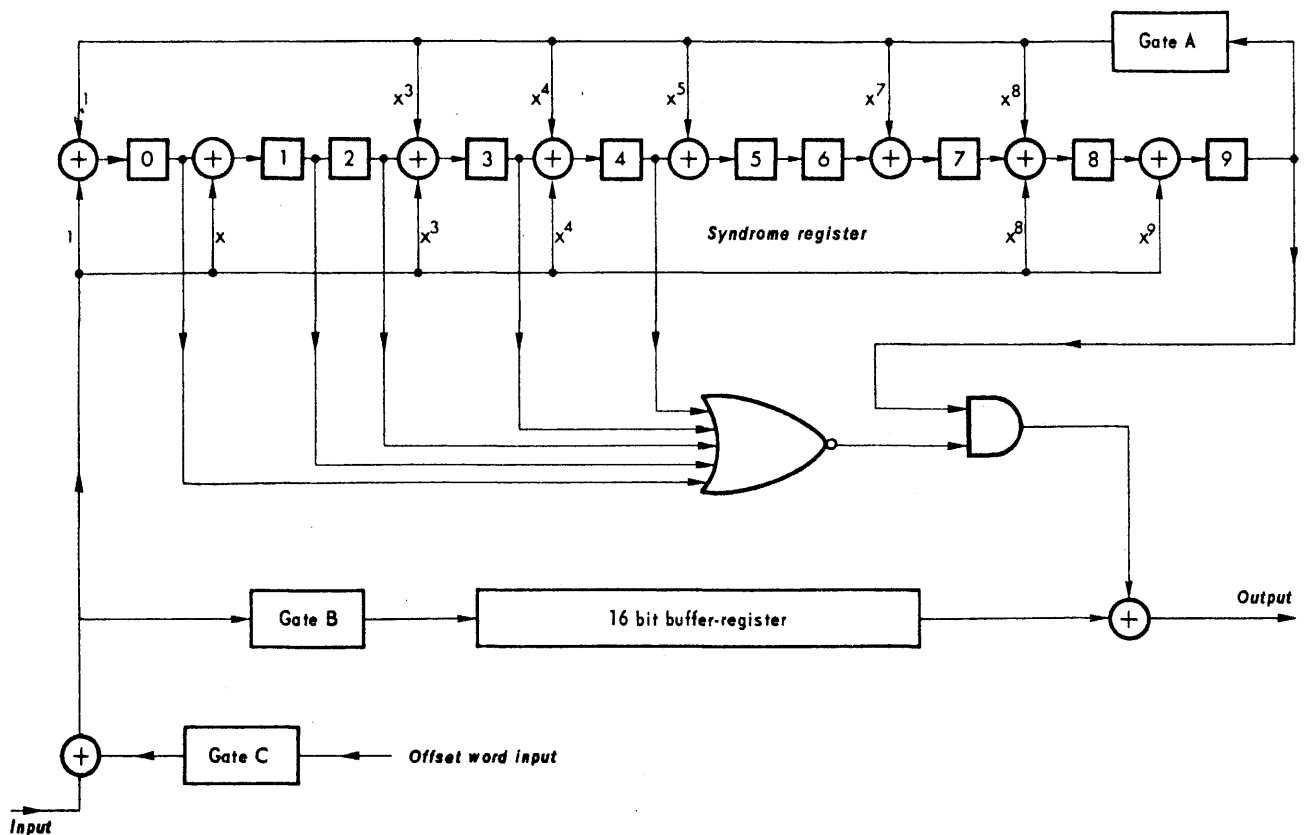 Gate A
1 x³ x⁴ x⁵ x⁷ x⁸
0 1 2 3 4 5 6 7 8 9
1 x x³ x⁴ Syndrome register x⁸ x⁹
Gate B
16 bit buffer-register
Output
Gate C
Offset word input
Input